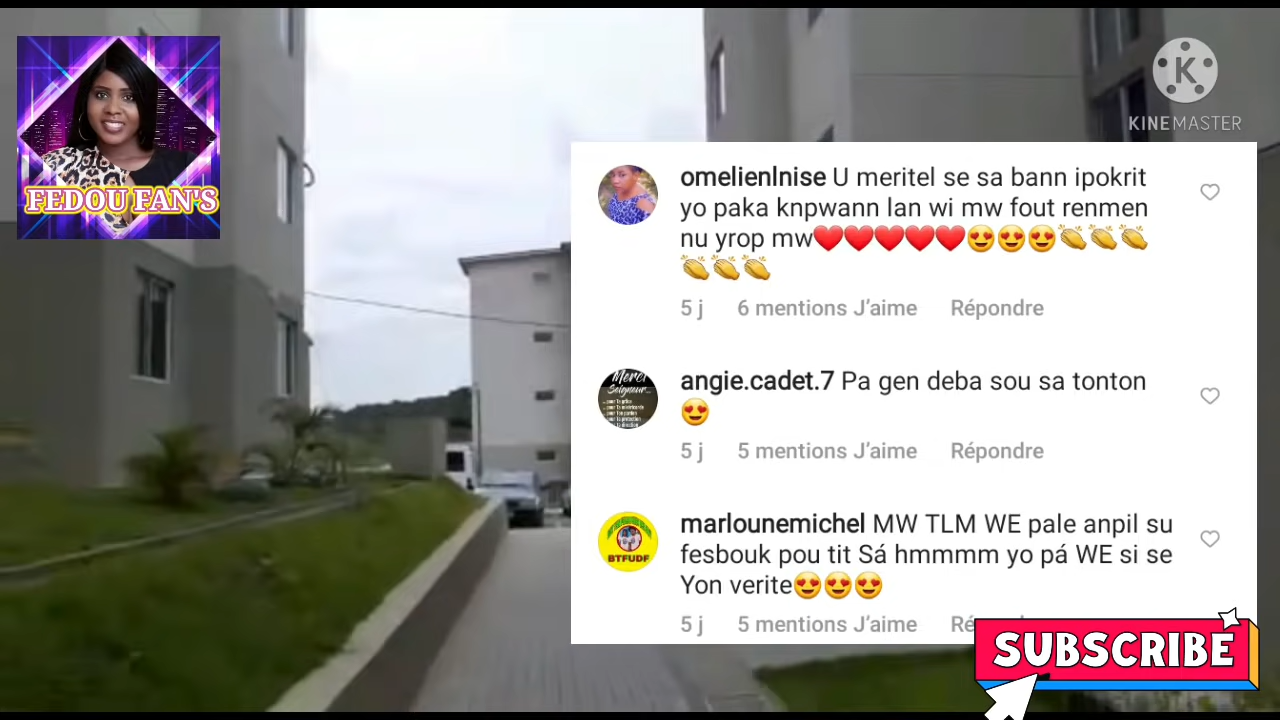 FEDOU FAN'S
KINEMASTER
omelienlnise U meritel se sa bann ipokrit
yo paka knpwann lan wi mw fout renmen
nu yrop mw❤️❤️❤️❤️❤️😍😍😍👏👏👏
👏👏👏
5 j 6 mentions J’aime Répondre
Merci
Seigneur...
angie.cadet.7 Pa gen deba sou sa tonton
😍
5 j 5 mentions J’aime Répondre
BTFUDF
marlounemichel MW TLM WE pale anpil su
fesbouk pou tit Sá hmmmm yo pá WE si se
Yon verite😍😍😍
5 j 5 mentions J’aime
SUBSCRIBE